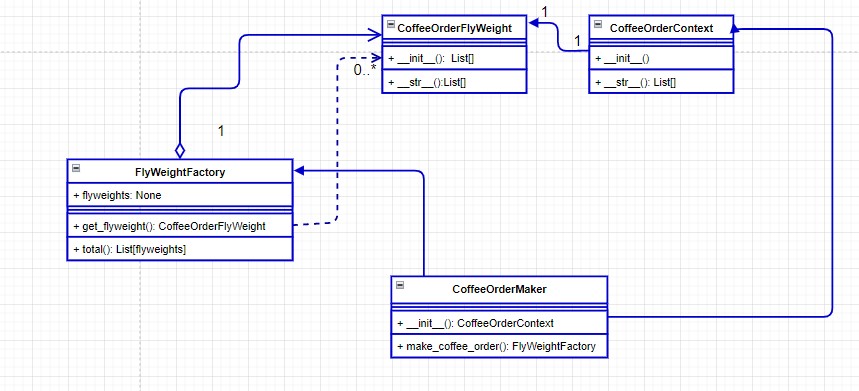 1
CoffeeOrderFlyWeight
+ __init__(): List[]
+ __str__():List[]
CoffeeOrderContext
+ __init__()
+ __str__(): List[]
1
0..*
1
FlyWeightFactory
+ flyweights: None
+ get_flyweight(): CoffeeOrderFlyWeight
+ total(): List[flyweights]
CoffeeOrderMaker
+ __init__(): CoffeeOrderContext
+ make_coffee_order(): FlyWeightFactory